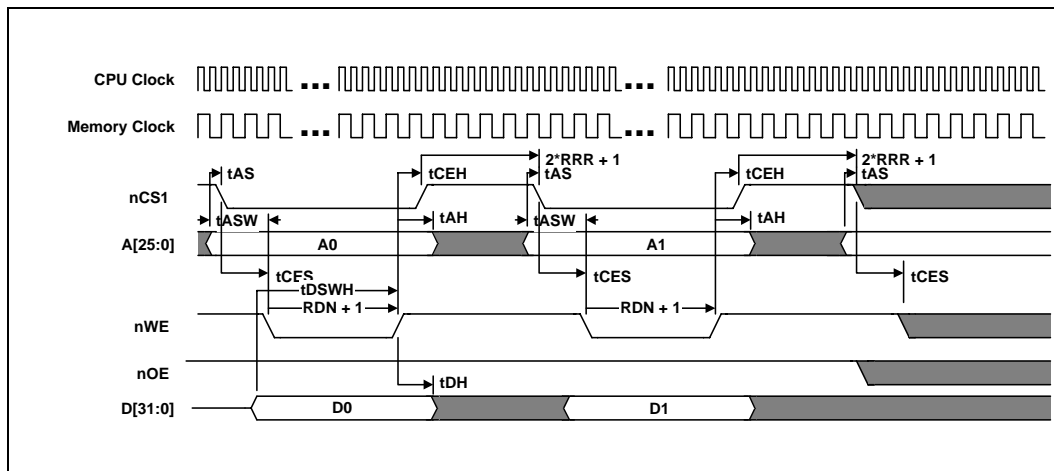 CPU Clock
Memory Clock
2*RRR + 1
2*RRR + 1
tAS
tCEH
tAS
tCEH
tAS
nCS1
tASW
tAH
tASW
tAH
A[25:0]
A0
A1
tCES
tCES
tCES
tDSWH
RDN + 1
RDN + 1
nWE
nOE
tDH
D[31:0]
D0
D1